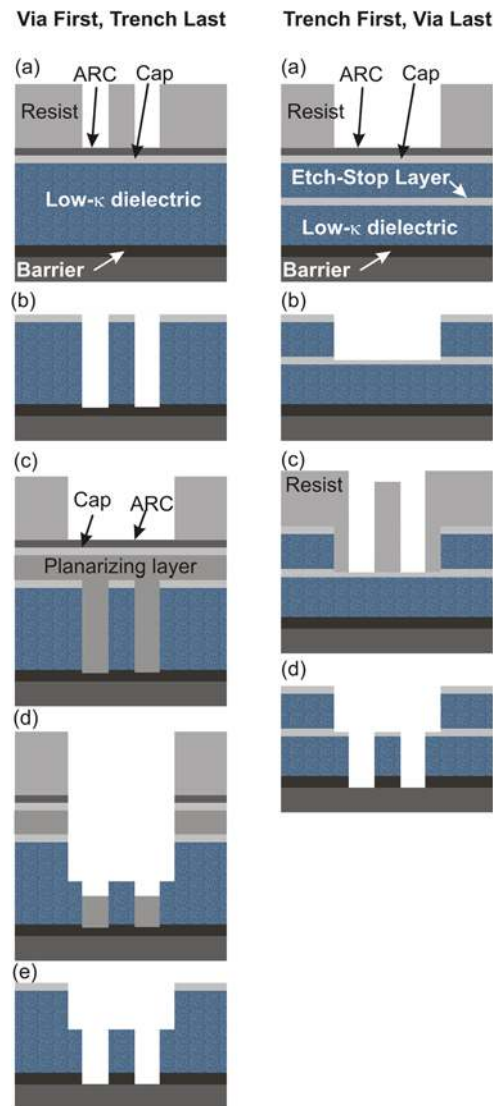 Via First, Trench Last
(a)
ARC
Cap
Resist
Low-κ dielectric
Barrier
(b)
(c)
Cap
ARC
Planarizing layer
(d)
(e)
Trench First, Via Last
(a)
ARC
Cap
Resist
Etch-Stop Layer
Low-κ dielectric
Barrier
(b)
(c)
Resist
(d)